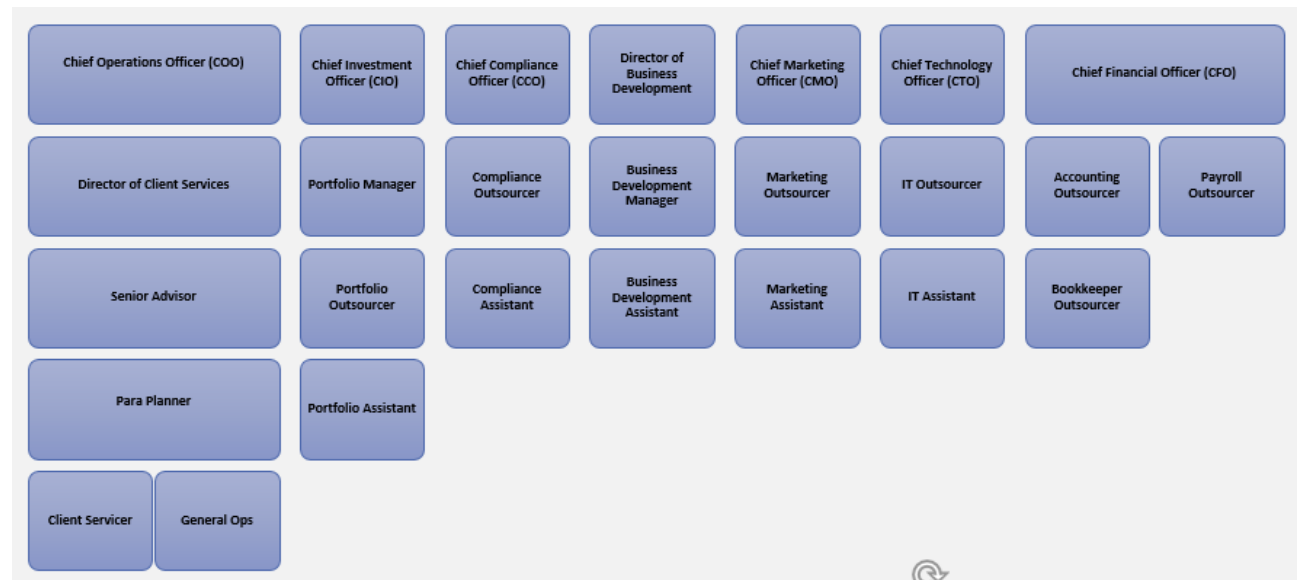 Chief Operations Officer (COO)
Chief Investment
Officer (CIO)
Chief Compliance
Officer (CCO)
Director of
Business
Development
Chief Marketing
Officer (CMO)
Chief Technology
Officer (CTO)
Chief Financial Officer (CFO)
Director of Client Services
Portfolio Manager
Compliance
Outsourcer
Business
Development
Manager
Marketing
Outsourcer
IT Outsourcer
Accounting
Outsourcer
Payroll
Outsourcer
Senior Advisor
Portfolio
Outsourcer
Compliance
Assistant
Business
Development
Assistant
Marketing
Assistant
IT Assistant
Bookkeeper
Outsourcer
Para Planner
Portfolio Assistant
Client Servicer
General Ops